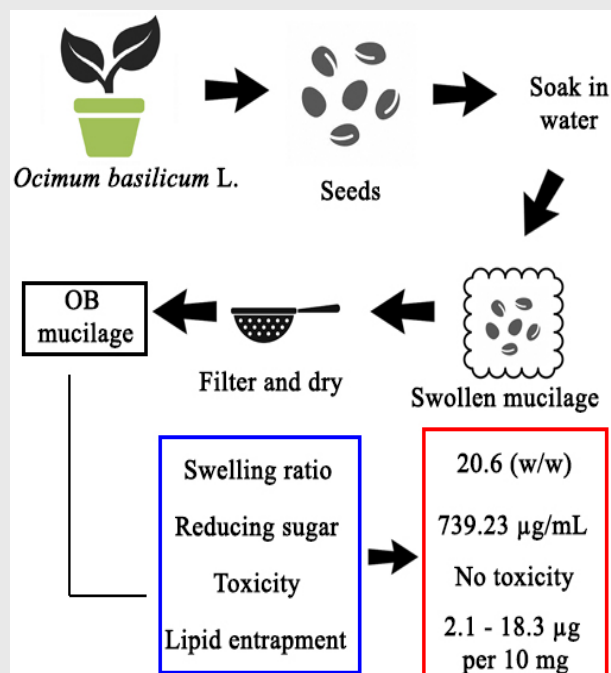 Ocimum basilicum L.
Seeds
Soak in
water
Swollen mucilage
Filter and dry
OB
mucilage
Swelling ratio
Reducing sugar
Toxicity
Lipid entrapment
20.6 (w/w)
739.23 µg/mL
No toxicity
2.1 - 18.3 µg
per 10 mg